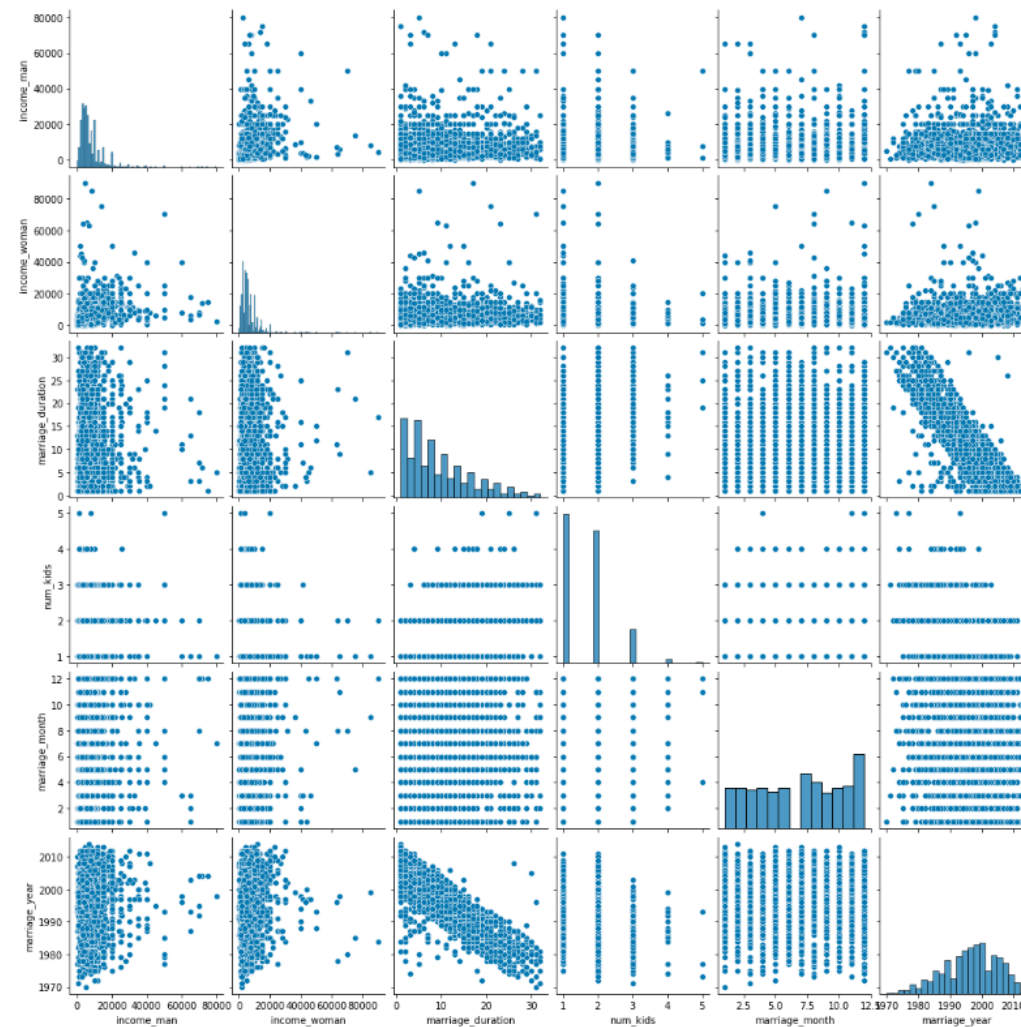 80000
60000
40000
20000
0
income_man
80000
60000
40000
20000
0
income_woman
30
25
20
15
10
5
0
marriage_duration
5
4
3
2
1
num_kids
12
10
8
6
4
2
marriage_month
2010
2000
1990
1980
1970
marriage_year
0 20000 40000 60000 80000
0 20000 40000 60000 80000
0 10 20 30
1 2 3 4 5
2.5 5.0 7.5 10.0 12.5
1970 1980 1990 2000
income_man income_woman marriage_duration num_kids marriage_month marriage_year